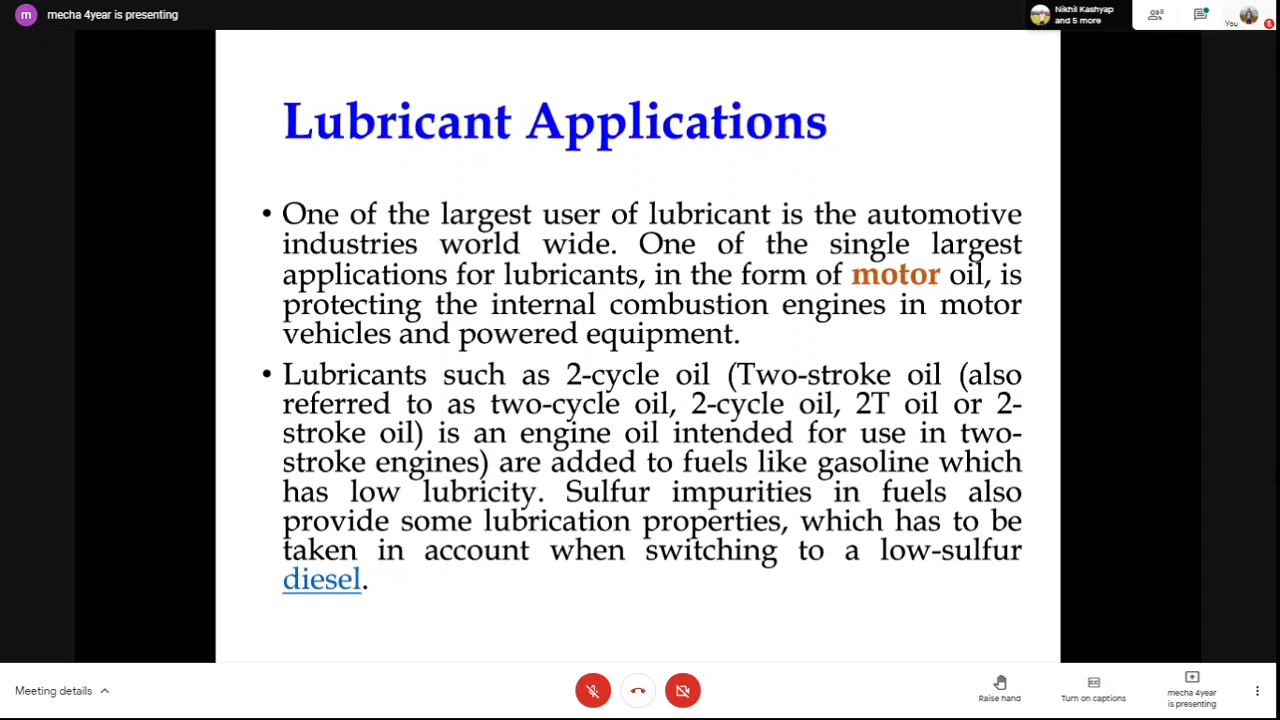 m mecha 4year is presenting
Nikhil Kashyap
and 5 more
8
You
Lubricant Applications
• One of the largest user of lubricant is the automotive
industries world wide. One of the single largest
applications for lubricants, in the form of motor oil, is
protecting the internal combustion engines in motor
vehicles and powered equipment.
• Lubricants such as 2-cycle oil (Two-stroke oil (also
referred to as two-cycle oil, 2-cycle oil, 2T oil or 2-
stroke oil) is an engine oil intended for use in two-
stroke engines) are added to fuels like gasoline which
has low lubricity. Sulfur impurities in fuels also
provide some lubrication properties, which has to be
taken in account when switching to a low-sulfur
diesel.
Meeting details
Raise hand
Turn on captions
mecha 4year
is presenting